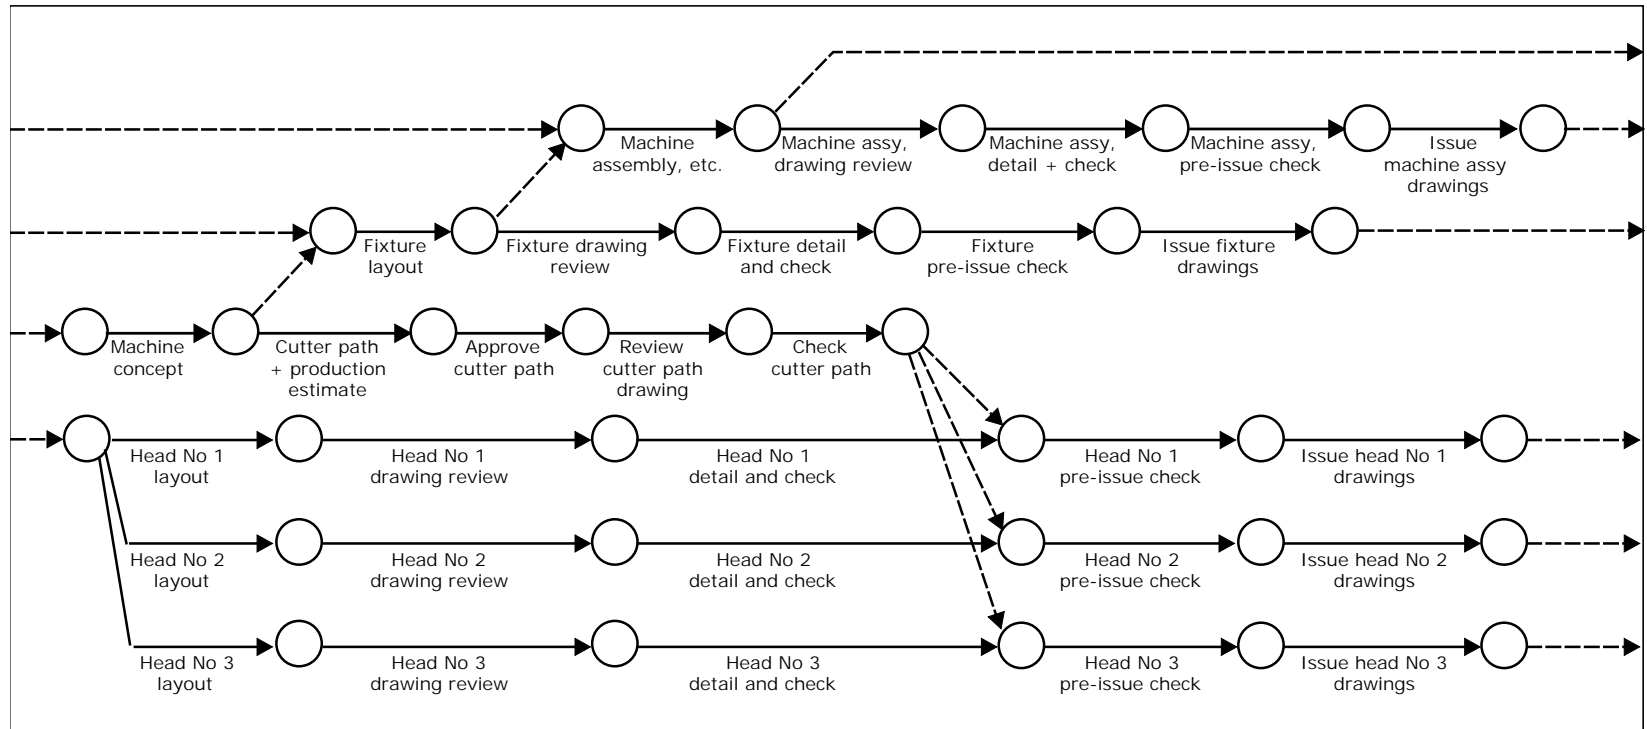 Machine
assembly, etc.
Machine assy,
drawing review
Machine assy,
detail + check
Machine assy,
pre-issue check
Issue
machine assy
drawings
Fixture
layout
Fixture drawing
review
Fixture detail
and check
Fixture
pre-issue check
Issue fixture
drawings
Machine
concept
Cutter path
+ production
estimate
Approve
cutter path
Review
cutter path
drawing
Check
cutter path
Head No 1
layout
Head No 1
drawing review
Head No 1
detail and check
Head No 1
pre-issue check
Issue head No 1
drawings
Head No 2
layout
Head No 2
drawing review
Head No 2
detail and check
Head No 2
pre-issue check
Issue head No 2
drawings
Head No 3
layout
Head No 3
drawing review
Head No 3
detail and check
Head No 3
pre-issue check
Issue head No 3
drawings